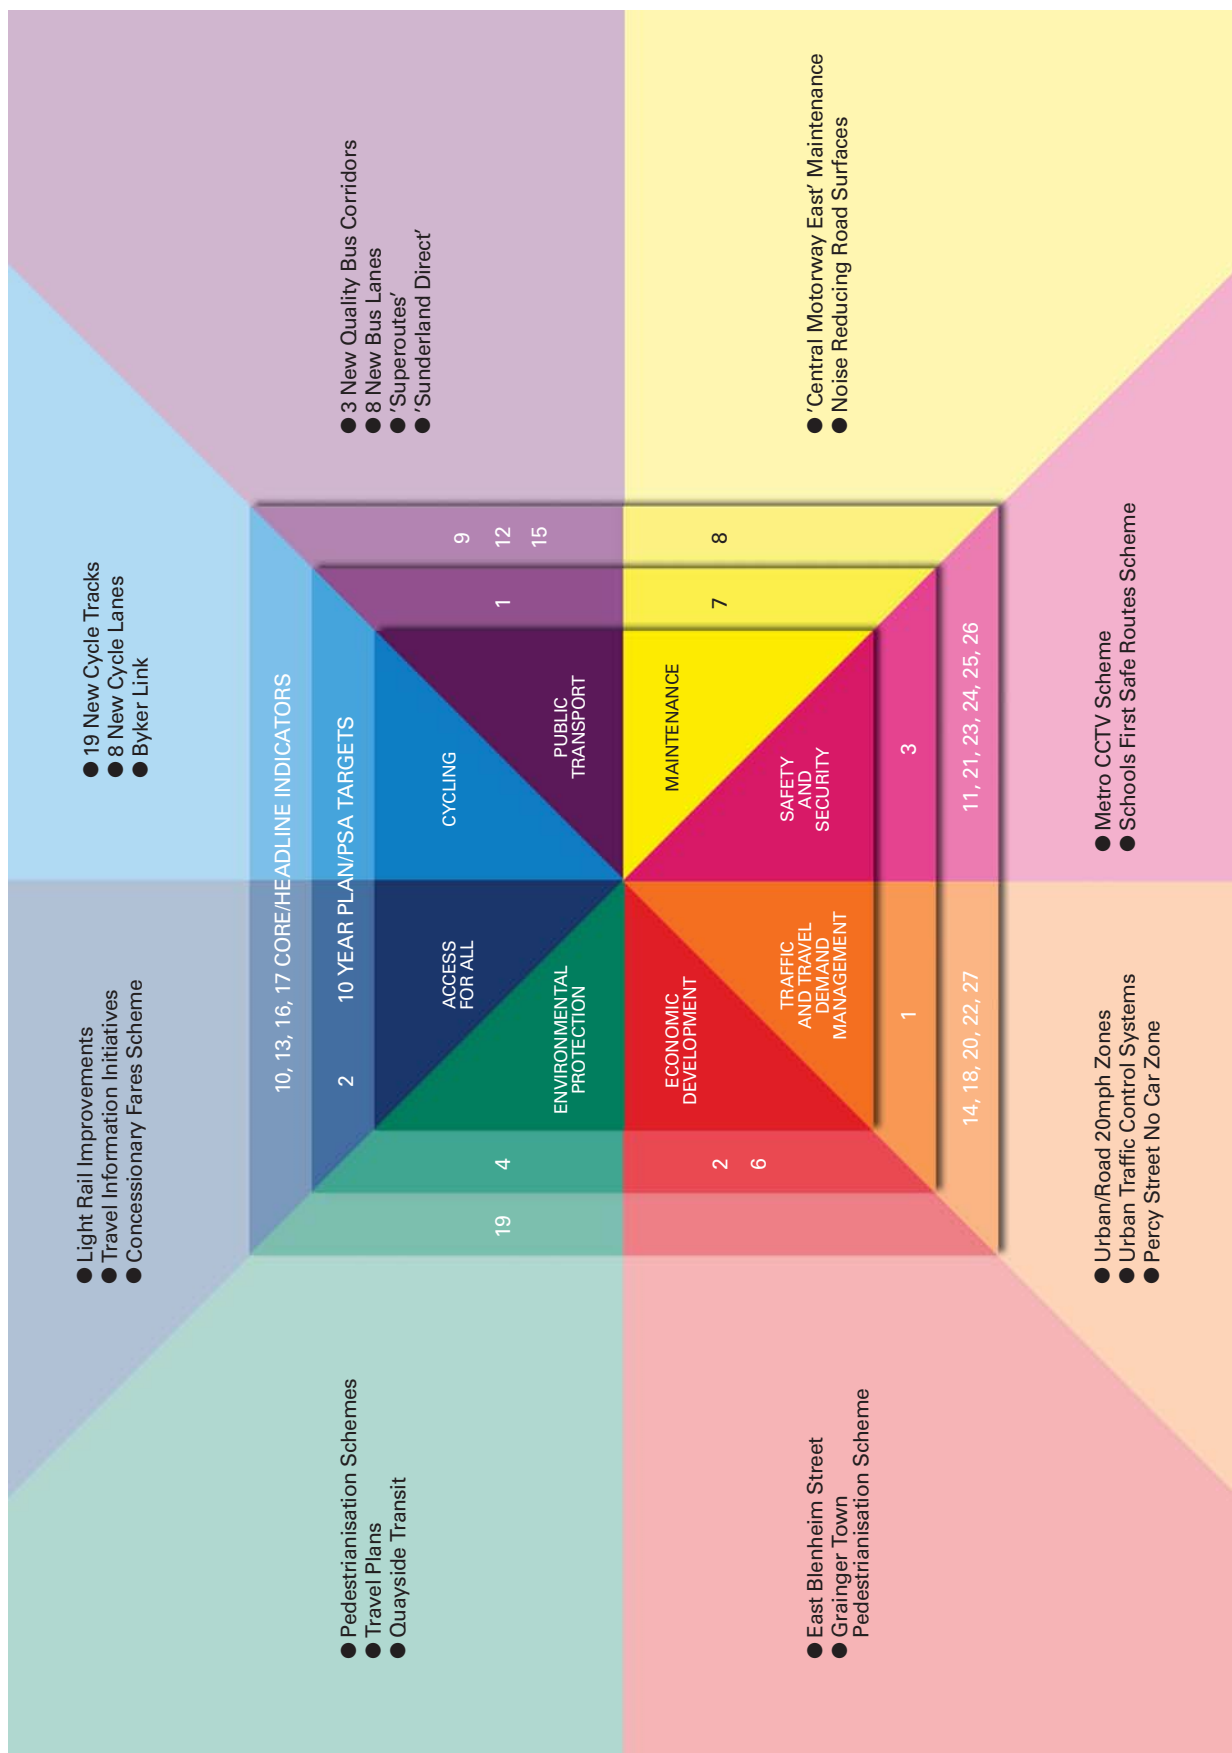 ● Light Rail Improvements
● Travel Information Initiatives
● Concessionary Fares Scheme
● 19 New Cycle Tracks
● 8 New Cycle Lanes
● Byker Link
● Pedestrianisation Schemes
● Travel Plans
● Quayside Transit
10, 13, 16, 17 CORE/HEADLINE INDICATORS
2 10 YEAR PLAN/PSA TARGETS
ACCESS
FOR ALL
CYCLING
ENVIRONMENTAL
PROTECTION
PUBLIC
TRANSPORT
19
4
1
9
12
15
● 3 New Quality Bus Corridors
● 8 New Bus Lanes
● 'Superoutes'
● 'Sunderland Direct'
● East Blenheim Street
● Grainger Town
Pedestrianisation Scheme
2
6
ECONOMIC
DEVELOPMENT
MAINTENANCE
7
8
● 'Central Motorway East' Maintenance
● Noise Reducing Road Surfaces
TRAFFIC
AND TRAVEL
DEMAND
MANAGEMENT
SAFETY
AND
SECURITY
1
3
14, 18, 20, 22, 27
11, 21, 23, 24, 25, 26
● Urban/Road 20mph Zones
● Urban Traffic Control Systems
● Percy Street No Car Zone
● Metro CCTV Scheme
● Schools First Safe Routes Scheme